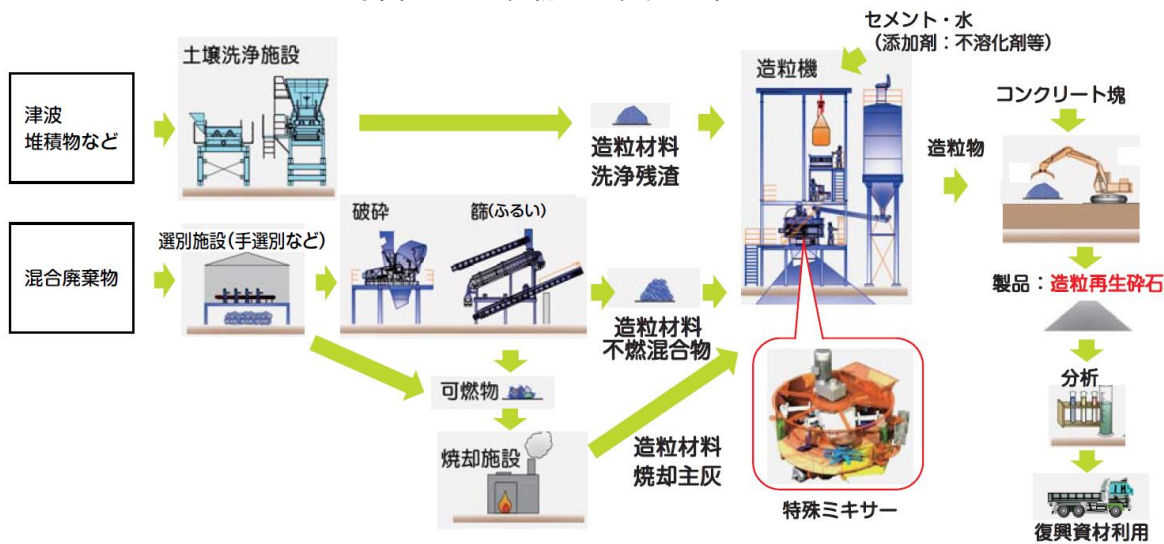 セメント・水
(添加剤：不溶化剤等)
土壌洗浄施設
造粒機
津波
堆積物など
造粒材料
洗浄残渣
コンクリート塊
造粒物
混合廃棄物
選別施設(手選別など)
破砕
篩(ふるい)
造粒材料
不燃混合物
製品：造粒再生砕石
可燃物
分析
焼却施設
造粒材料
焼却主灰
特殊ミキサー
復興資材利用